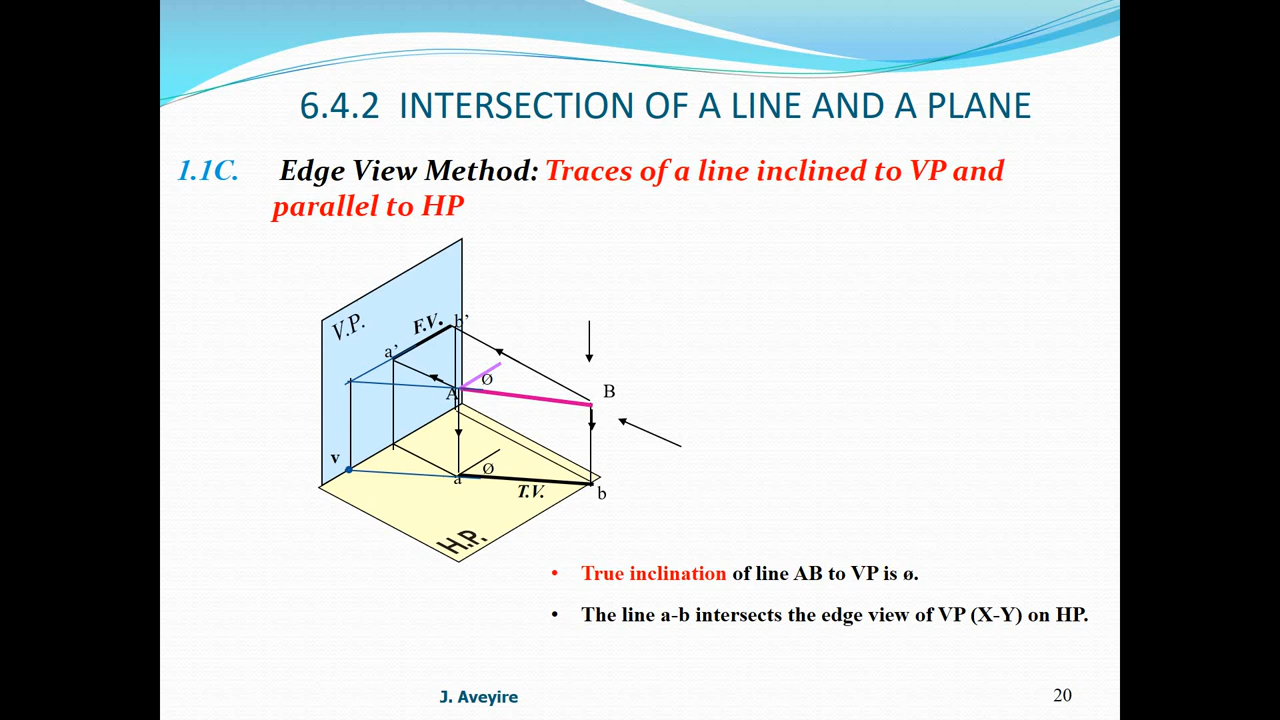 6.4.2 INTERSECTION OF A LINE AND A PLANE
1.1C. Edge View Method: Traces of a line inclined to VP and
parallel to HP
V.P.
F.V.
b’
a’
Ø
A
B
v
Ø
a
T.V.
b
H.P.
• True inclination of line AB to VP is ø.
• The line a-b intersects the edge view of VP (X-Y) on HP.
J. Aveyire
20